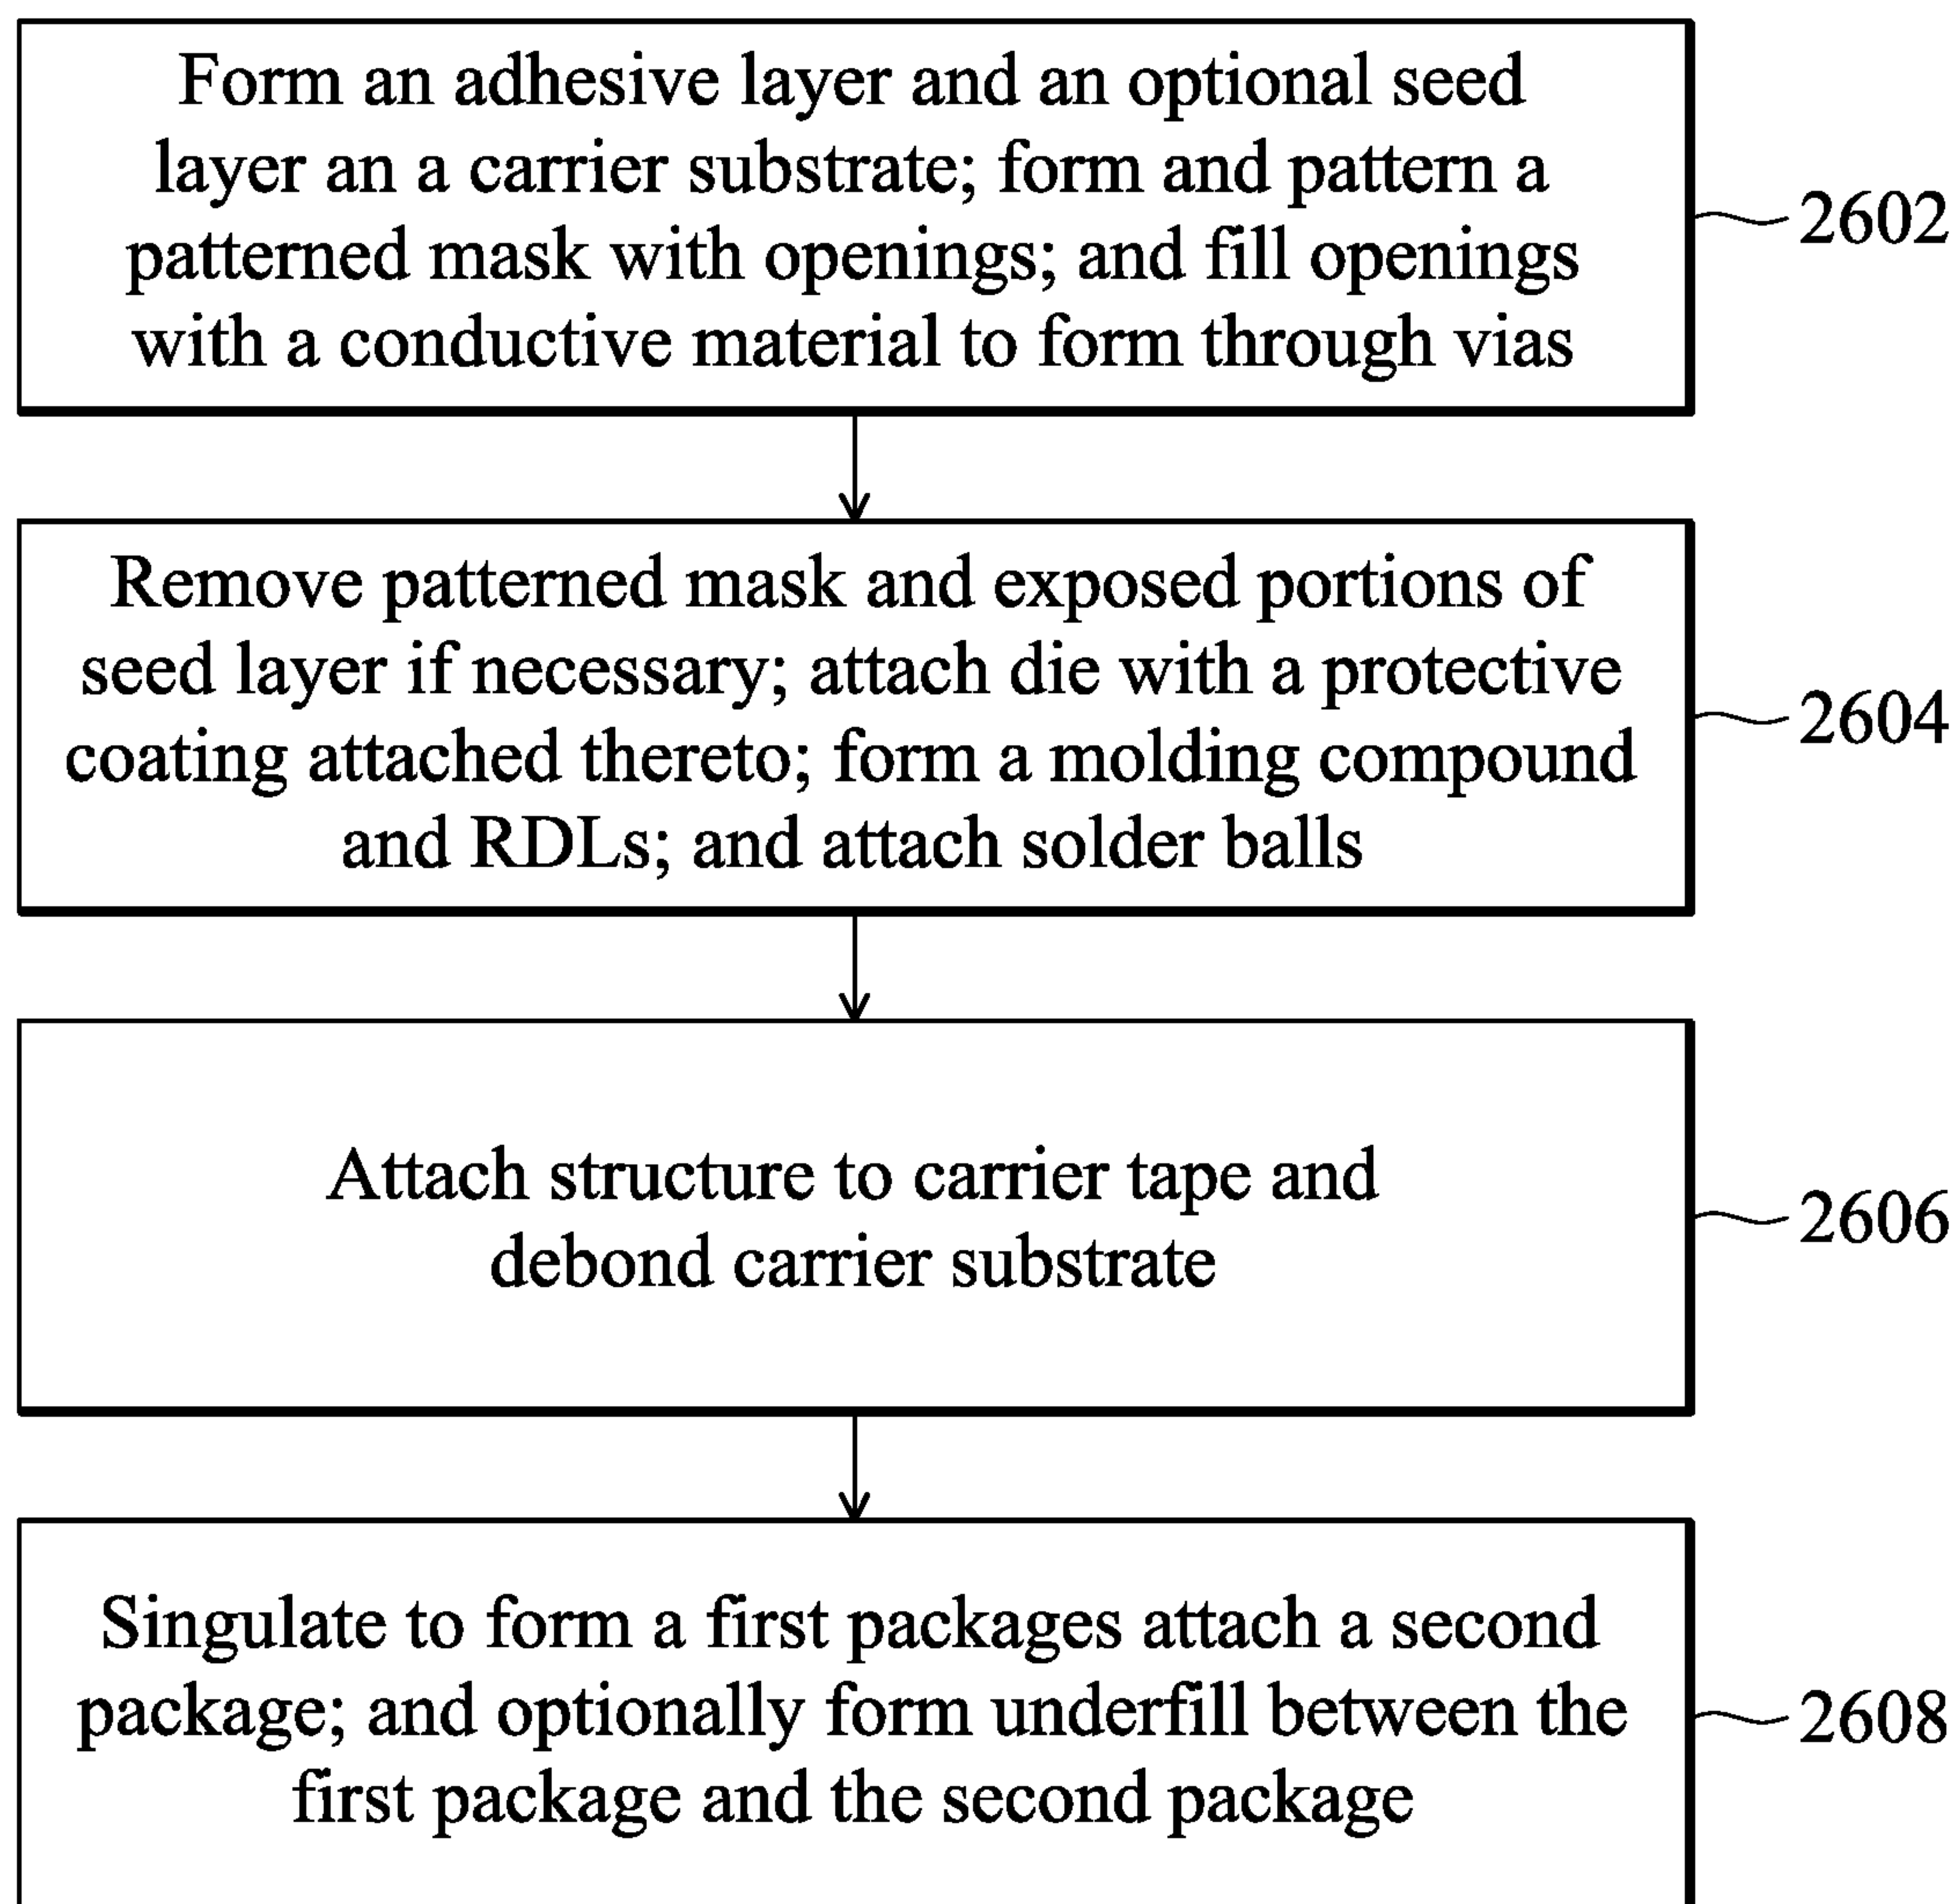 Form an adhesive layer and an optional seed
layer an a carrier substrate; form and pattern a
patterned mask with openings; and fill openings
with a conductive material to form through vias
2602
Remove patterned mask and exposed portions of
seed layer if necessary; attach die with a protective
coating attached thereto; form a molding compound
and RDLs; and attach solder balls
2604
Attach structure to carrier tape and
debond carrier substrate
2606
Singulate to form a first packages attach a second
package; and optionally form underfill between the
first package and the second package
2608